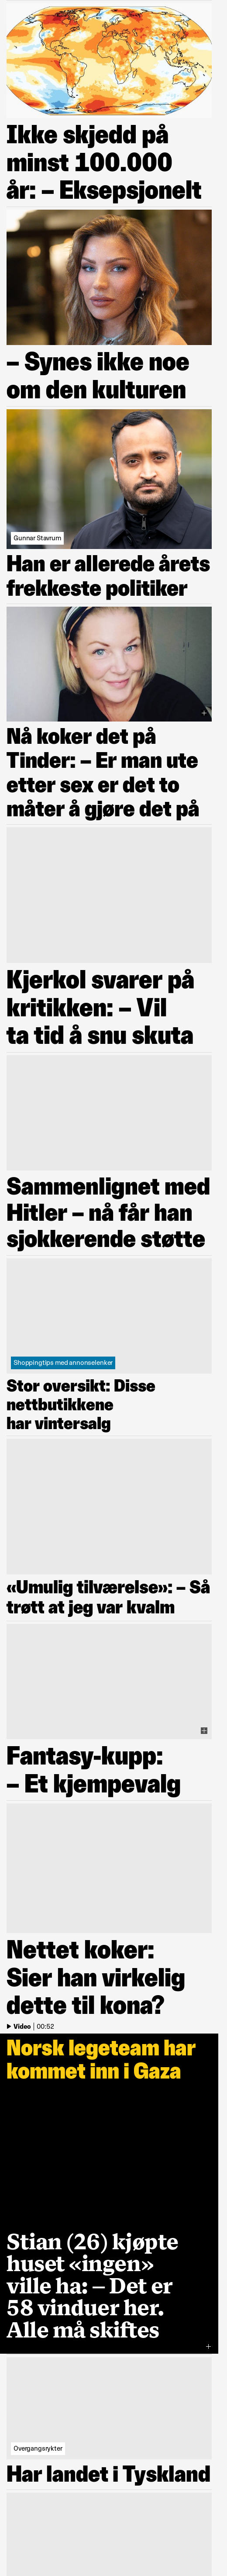 Ikke skjedd på
minst 100.000
år: – Eksepsjonelt
– Synes ikke noe
om den kulturen
Gunnar Stavrum
Han er allerede årets
frekkeste politiker
Nå koker det på
Tinder: – Er man ute
etter sex er det to
måter å gjøre det på
Kjerkol svarer på
kritikken: – Vil
ta tid å snu skuta
Sammenlignet med
Hitler – nå får han
sjokkerende støtte
Shoppingtips med annonselenker
Stor oversikt: Disse
nettbutikkene
har vintersalg
«Umulig tilværelse»: – Så
trøtt at jeg var kvalm
Fantasy-kupp:
– Et kjempevalg
Nettet koker:
Sier han virkelig
dette til kona?
Video | 00:52
Norsk legeteam har
kommet inn i Gaza
Stian (26) kjøpte
huset «ingen»
ville ha: – Det er
58 vinduer her.
Alle må skiftes
Overgangsrykter
Har landet i Tyskland